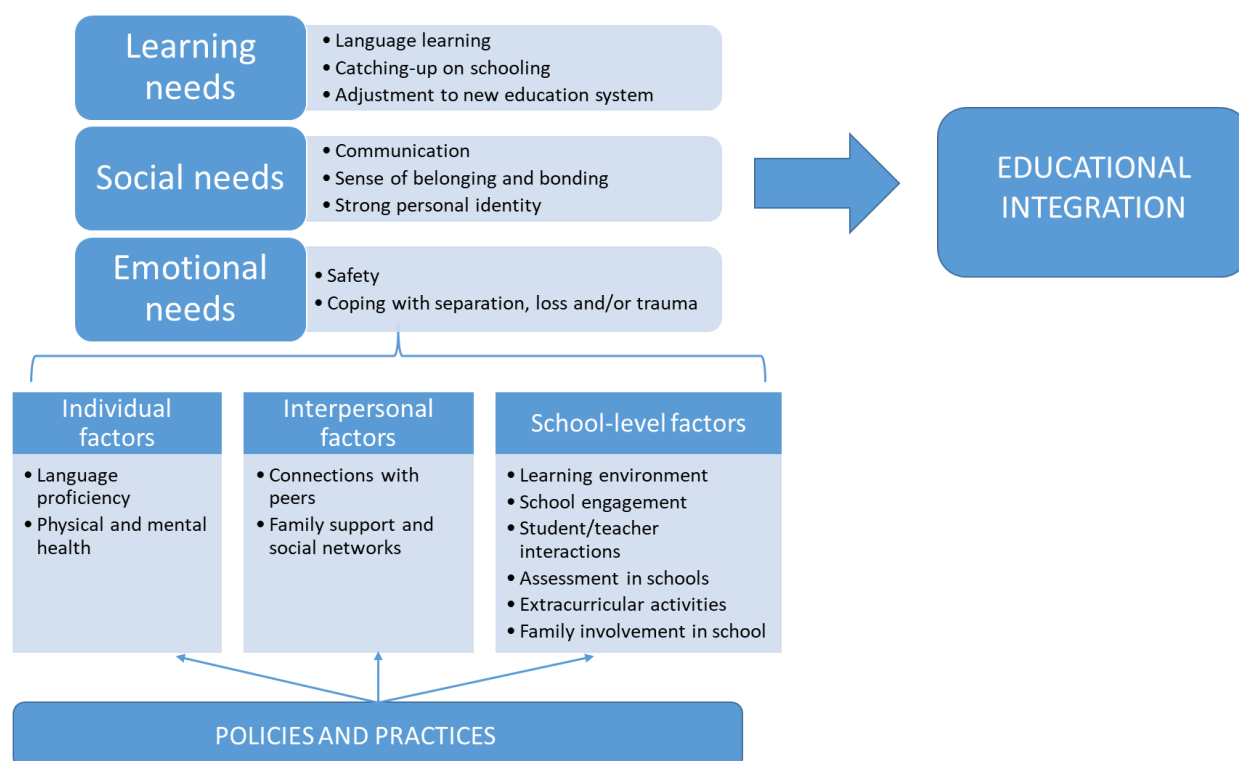 Learning
needs
• Language learning
• Catching-up on schooling
• Adjustment to new education system
Social needs
• Communication
• Sense of belonging and bonding
• Strong personal identity
Emotional
needs
• Safety
• Coping with separation, loss and/or trauma
EDUCATIONAL
INTEGRATION
Individual
factors
• Language
proficiency
• Physical and mental
health
Interpersonal
factors
• Connections with
peers
• Family support and
social networks
School-level factors
• Learning environment
• School engagement
• Student/teacher
interactions
• Assessment in schools
• Extracurricular activities
• Family involvement in school
POLICIES AND PRACTICES